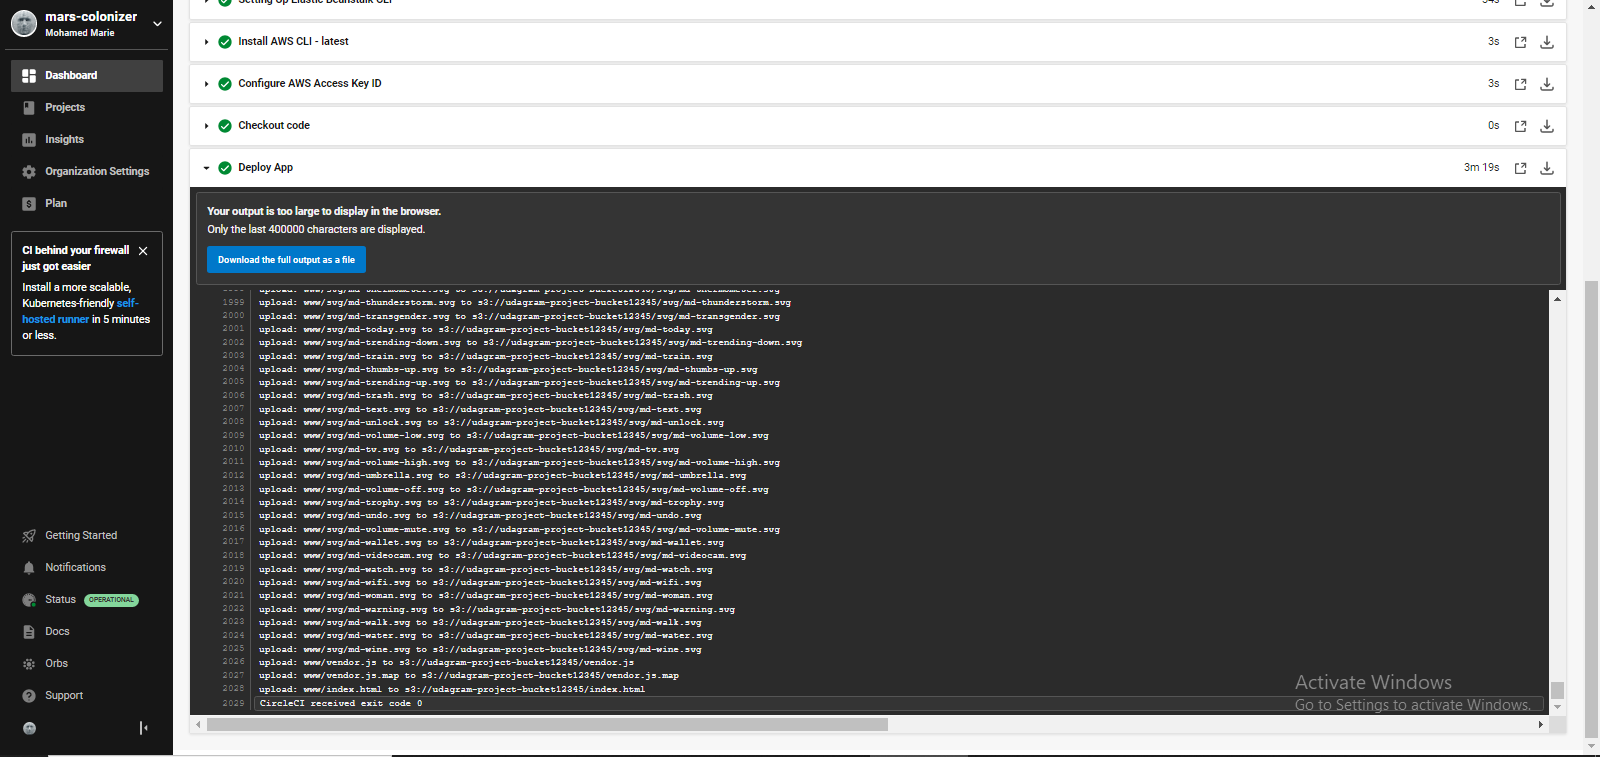 mars-colonizer
Mohamed Marie
Dashboard
Projects
Insights
Organization Settings
Plan
CI behind your firewall
just got easier
Install a more scalable,
Kubernetes-friendly self-
hosted runner in 5 minutes
or less.
Getting Started
Notifications
Status OPERATIONAL
Docs
Orbs
Support
Setting Up Elastic Beanstalk CLI 34s
Install AWS CLI - latest 3s
Configure AWS Access Key ID 3s
Checkout code 0s
Deploy App 3m 19s
Your output is too large to display in the browser.
Only the last 400000 characters are displayed.
Download the full output as a file
upload: www/svg/md-thermometer.svg to s3://udagram-project-bucket12345/svg/md-thermometer.svg
1999 upload: www/svg/md-thunderstorm.svg to s3://udagram-project-bucket12345/svg/md-thunderstorm.svg
2000 upload: www/svg/md-transgender.svg to s3://udagram-project-bucket12345/svg/md-transgender.svg
2001 upload: www/svg/md-today.svg to s3://udagram-project-bucket12345/svg/md-today.svg
2002 upload: www/svg/md-trending-down.svg to s3://udagram-project-bucket12345/svg/md-trending-down.svg
2003 upload: www/svg/md-train.svg to s3://udagram-project-bucket12345/svg/md-train.svg
2004 upload: www/svg/md-thumbs-up.svg to s3://udagram-project-bucket12345/svg/md-thumbs-up.svg
2005 upload: www/svg/md-trending-up.svg to s3://udagram-project-bucket12345/svg/md-trending-up.svg
2006 upload: www/svg/md-trash.svg to s3://udagram-project-bucket12345/svg/md-trash.svg
2007 upload: www/svg/md-text.svg to s3://udagram-project-bucket12345/svg/md-text.svg
2008 upload: www/svg/md-unlock.svg to s3://udagram-project-bucket12345/svg/md-unlock.svg
2009 upload: www/svg/md-volume-low.svg to s3://udagram-project-bucket12345/svg/md-volume-low.svg
2010 upload: www/svg/md-tv.svg to s3://udagram-project-bucket12345/svg/md-tv.svg
2011 upload: www/svg/md-volume-high.svg to s3://udagram-project-bucket12345/svg/md-volume-high.svg
2012 upload: www/svg/md-umbrella.svg to s3://udagram-project-bucket12345/svg/md-umbrella.svg
2013 upload: www/svg/md-volume-off.svg to s3://udagram-project-bucket12345/svg/md-volume-off.svg
2014 upload: www/svg/md-trophy.svg to s3://udagram-project-bucket12345/svg/md-trophy.svg
2015 upload: www/svg/md-undo.svg to s3://udagram-project-bucket12345/svg/md-undo.svg
2016 upload: www/svg/md-volume-mute.svg to s3://udagram-project-bucket12345/svg/md-volume-mute.svg
2017 upload: www/svg/md-wallet.svg to s3://udagram-project-bucket12345/svg/md-wallet.svg
2018 upload: www/svg/md-videocam.svg to s3://udagram-project-bucket12345/svg/md-videocam.svg
2019 upload: www/svg/md-watch.svg to s3://udagram-project-bucket12345/svg/md-watch.svg
2020 upload: www/svg/md-wifi.svg to s3://udagram-project-bucket12345/svg/md-wifi.svg
2021 upload: www/svg/md-woman.svg to s3://udagram-project-bucket12345/svg/md-woman.svg
2022 upload: www/svg/md-warning.svg to s3://udagram-project-bucket12345/svg/md-warning.svg
2023 upload: www/svg/md-walk.svg to s3://udagram-project-bucket12345/svg/md-walk.svg
2024 upload: www/svg/md-water.svg to s3://udagram-project-bucket12345/svg/md-water.svg
2025 upload: www/svg/md-wine.svg to s3://udagram-project-bucket12345/svg/md-wine.svg
2026 upload: www/vendor.js to s3://udagram-project-bucket12345/vendor.js
2027 upload: www/vendor.js.map to s3://udagram-project-bucket12345/vendor.js.map
2028 upload: www/index.html to s3://udagram-project-bucket12345/index.html
2029 CircleCI received exit code 0
Activate Windows
Go to Settings to activate Windows.